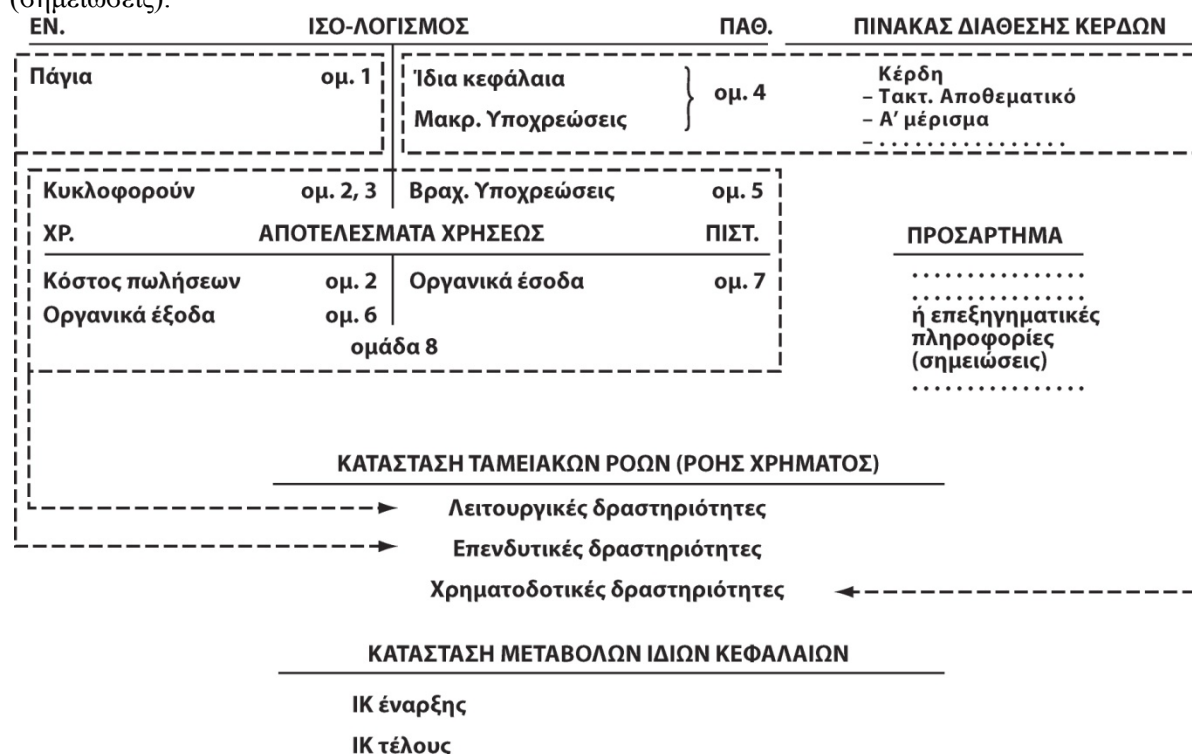 (σημειώσεις).
ΕΝ. ΙΣΟ-ΛΟΓΙΣΜΟΣ ΠΑΘ. ΠΙΝΑΚΑΣ ΔΙΑΘΕΣΗΣ ΚΕΡΔΩΝ
Πάγια ομ. 1 Ίδια κεφάλαια } ομ. 4 Κέρδη
– Τακτ. Αποθεματικό
Μακρ. Υποχρεώσεις – Α' μέρισμα
– . . . . . . . . . . . . . . . .
Κυκλοφορούν ομ. 2, 3 Βραχ. Υποχρεώσεις ομ. 5
ΧΡ. ΑΠΟΤΕΛΕΣΜΑΤΑ ΧΡΗΣΕΩΣ ΠΙΣΤ. ΠΡΟΣΑΡΤΗΜΑ
Κόστος πωλήσεων ομ. 2 Οργανικά έσοδα ομ. 7 . . . . . . . . . . . . . . . .
. . . . . . . . . . . . . . . .
Οργανικά έξοδα ομ. 6 ή επεξηγηματικές
πληροφορίες
ομάδα 8 (σημειώσεις)
. . . . . . . . . . . . . . . .
ΚΑΤΑΣΤΑΣΗ ΤΑΜΕΙΑΚΩΝ ΡΟΩΝ (ΡΟΗΣ ΧΡΗΜΑΤΟΣ)
Λειτουργικές δραστηριότητες
Επενδυτικές δραστηριότητες
Χρηματοδοτικές δραστηριότητες
ΚΑΤΑΣΤΑΣΗ ΜΕΤΑΒΟΛΩΝ ΙΔΙΩΝ ΚΕΦΑΛΑΙΩΝ
ΙΚ έναρξης
ΙΚ τέλους